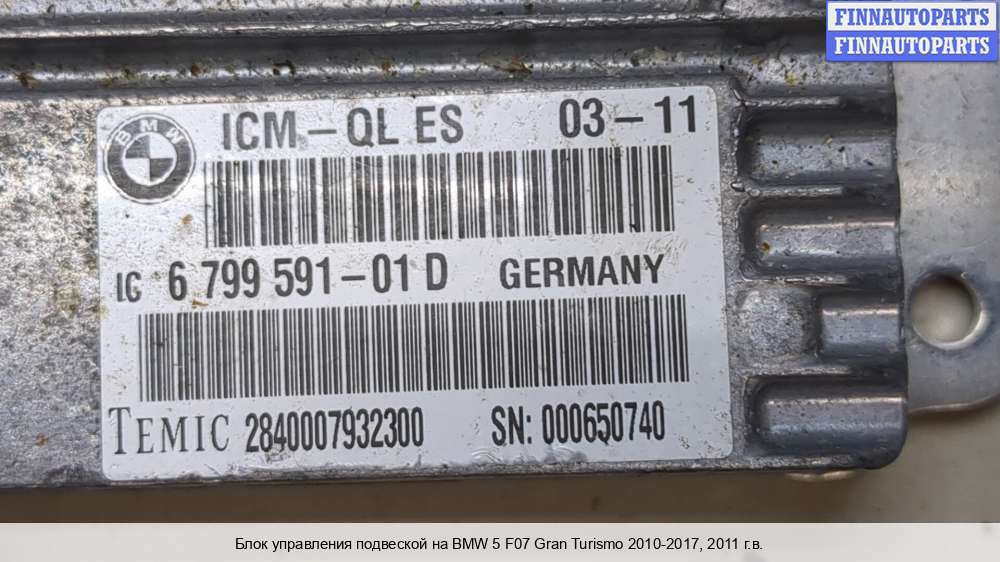 FINNAUTOPARTS
FINNAUTOPARTS
BMW
ICM-QL ES 03-11
IG 6 799 591-01 D GERMANY
TEMIC 2840007932300 SN: 000650740
Блок управления подвеской на BMW 5 F07 Gran Turismo 2010-2017, 2011 г.в.